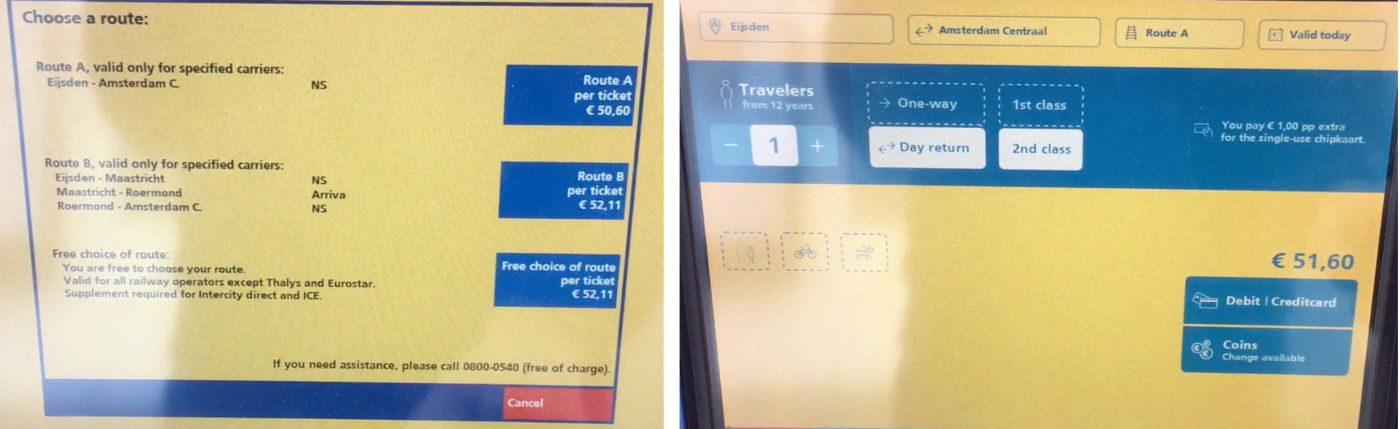 Choose a route:
Route A, valid only for specified carriers:
Eijsden - Amsterdam C. NS
Route A
per ticket
€ 50,60
Route B, valid only for specified carriers:
Eijsden - Maastricht NS
Maastricht - Roermond Arriva
Roermond - Amsterdam C. NS
Route B
per ticket
€ 52,11
Free choice of route:
You are free to choose your route.
Valid for all railway operators except Thalys and Eurostar.
Supplement required for Intercity direct and ICE.
Free choice of route
per ticket
€ 52,11
If you need assistance, please call 0800-0540 (free of charge).
Cancel
Eijsden
Amsterdam Centraal
Route A
Valid today
Travelers
from 12 years
− 1 +
One-way
Day return
1st class
2nd class
You pay € 1,00 pp extra
for the single-use chipkaart.
€ 51,60
Debit | Creditcard
Coins
Change available